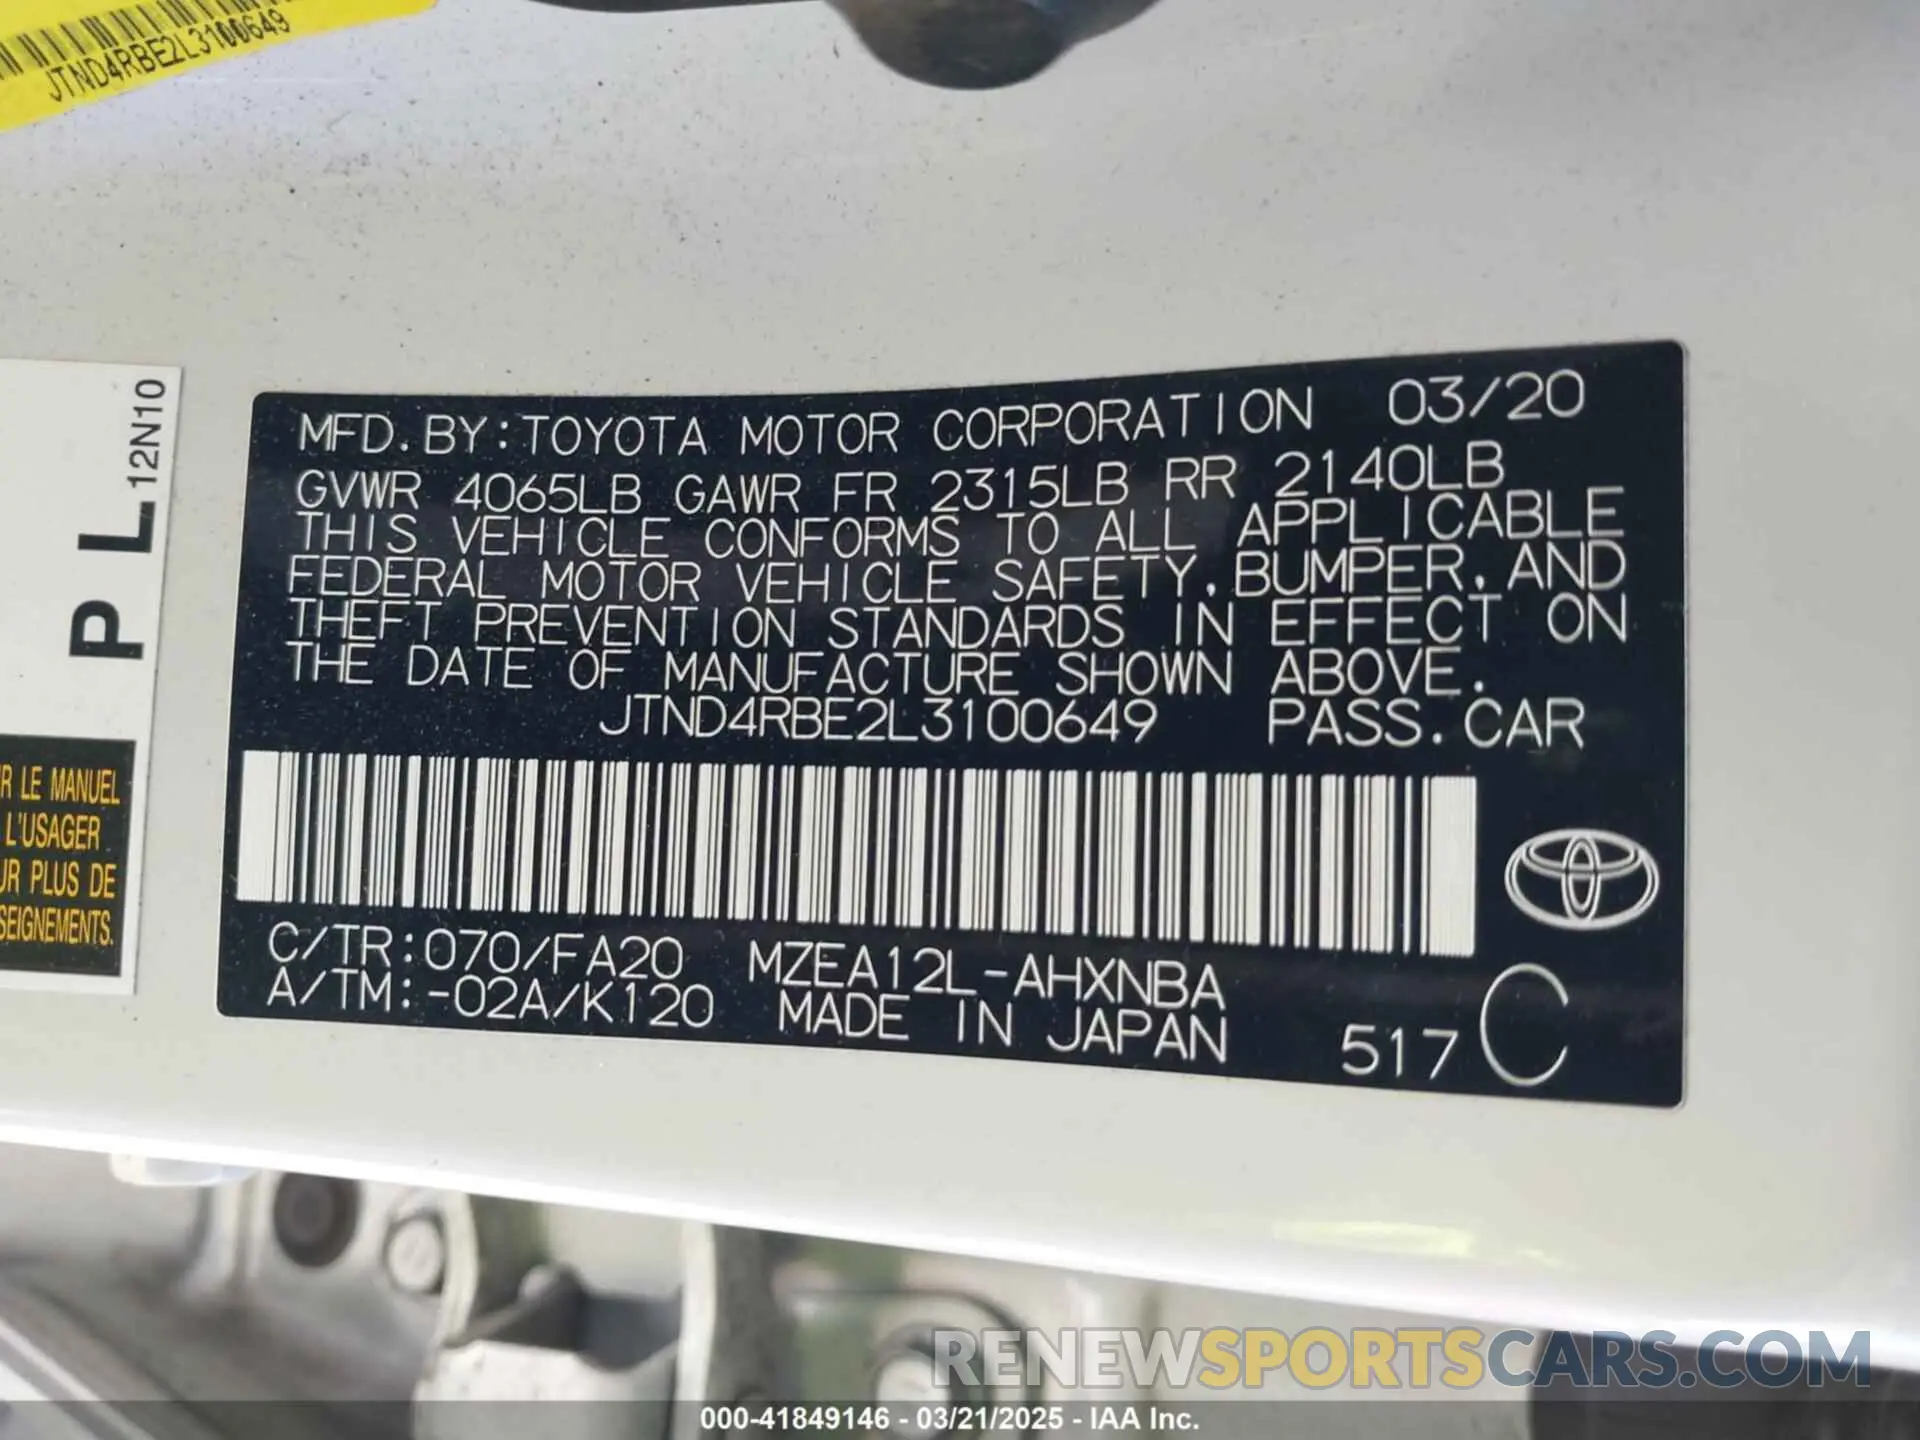 JTND4RBE2L3100649
PL 12N10
R LE MANUEL
L'USAGER
UR PLUS DE
SEIGNEMENTS.
MFD. BY: TOYOTA MOTOR CORPORATION 03/20
GVWR 4065LB GAWR FR 2315LB RR 2140LB
THIS VEHICLE CONFORMS TO ALL APPLICABLE
FEDERAL MOTOR VEHICLE SAFETY, BUMPER, AND
THEFT PREVENTION STANDARDS IN EFFECT ON
THE DATE OF MANUFACTURE SHOWN ABOVE.
JTND4RBE2L3100649 PASS. CAR
C/TR:070/FA20 MZEA12L-AHXNBA
A/TM:-02A/K120 MADE IN JAPAN 517 C
RENEWSPORTSCARS.COM
000-41849146 - 03/21/2025 - IAA Inc.